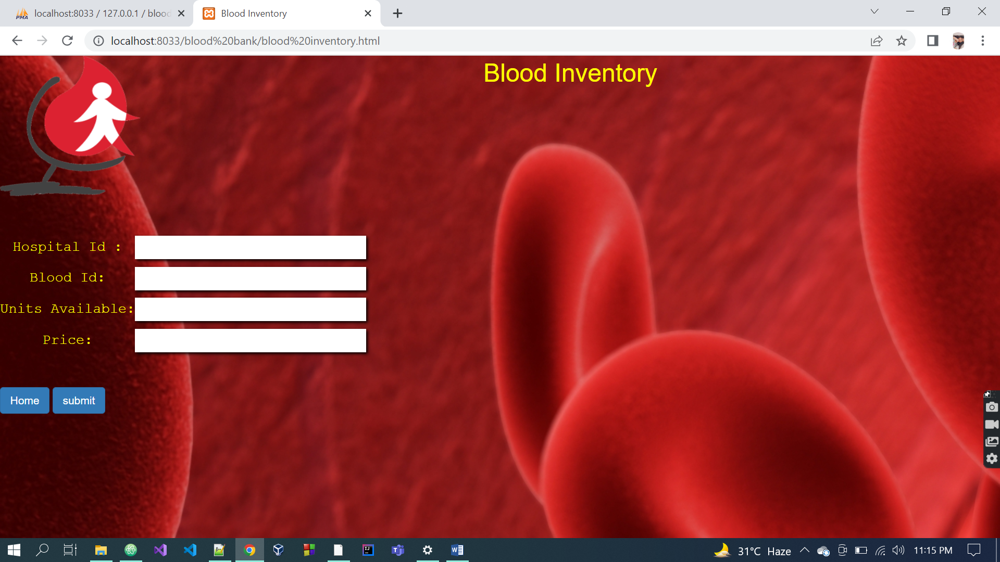 localhost:8033 / 127.0.0.1 / blood
Blood Inventory
localhost:8033/blood%20bank/blood%20inventory.html
Blood Inventory
Hospital Id :
Blood Id:
Units Available:
Price:
Home submit
31°C Haze 11:15 PM